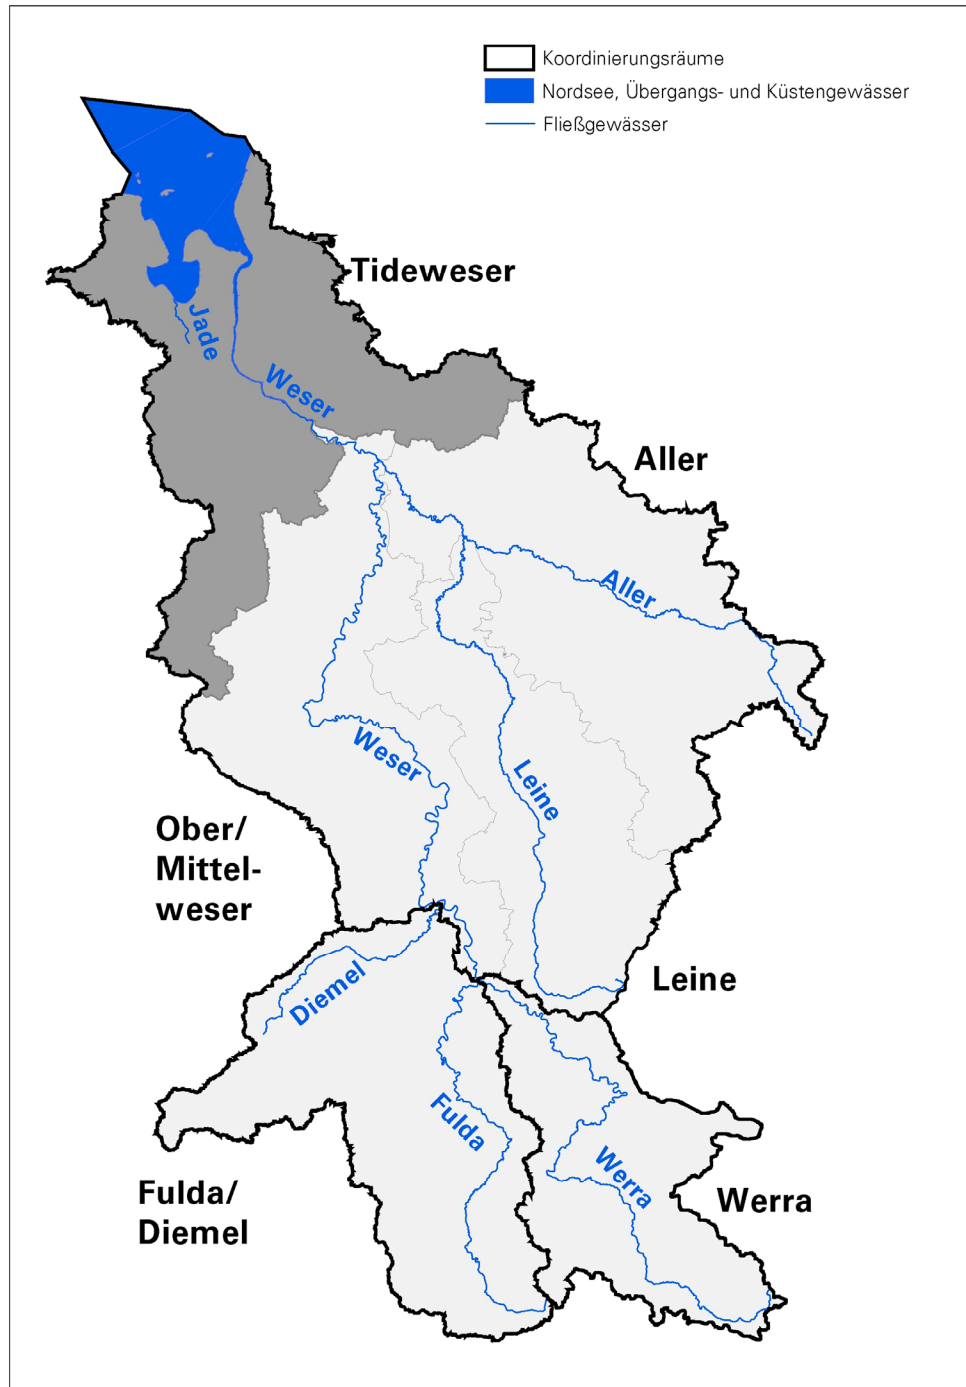 Koordinierungsräume
Nordsee, Übergangs- und Küstengewässer
Fließgewässer
Tideweser
Jade
Weser
Aller
Aller
Weser
Leine
Ober/
Mittel-
weser
Leine
Diemel
Fulda
Werra
Fulda/
Diemel
Werra